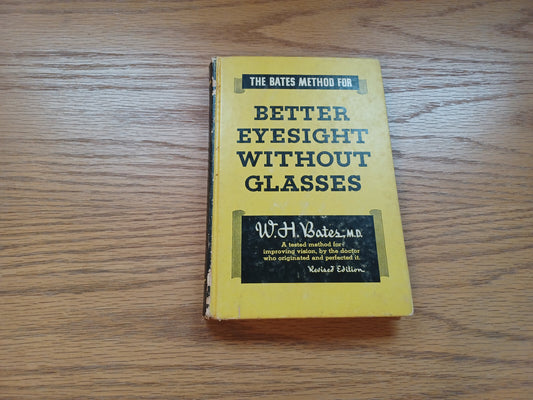 THE BATES METHOD FOR
BETTER
EYESIGHT
WITHOUT
GLASSES
W. H. Bates, M.D.
A tested method for
improving vision, by the doctor
who originated and perfected it.
Revised Edition